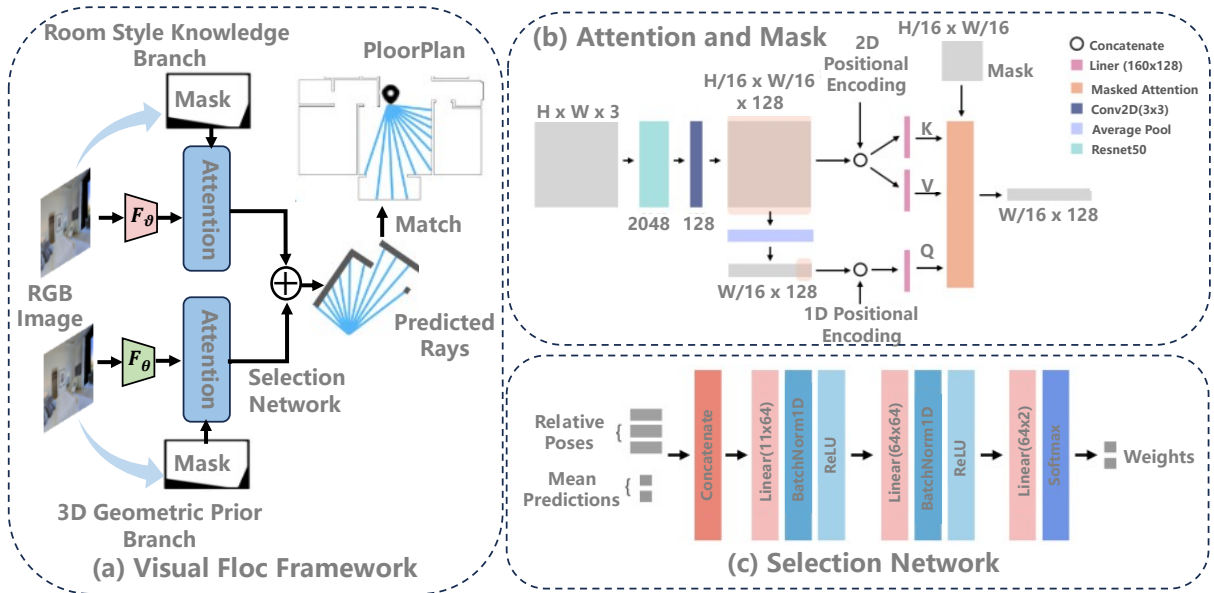 Room Style Knowledge
Branch
Mask
PloorPlan
Attention
F_ϑ
RGB
Image
Match
Predicted
Rays
F_θ
Attention
Selection
Network
Mask
3D Geometric Prior
Branch
(a) Visual Floc Framework
(b) Attention and Mask
H x W x 3
2048
128
H/16 x W/16
x 128
2D
Positional
Encoding
H/16 x W/16
Mask
K
V
Q
W/16 x 128
W/16 x 128
1D Positional
Encoding
Concatenate
Liner (160x128)
Masked Attention
Conv2D(3x3)
Average Pool
Resnet50
Relative
Poses
{
Mean
Predictions
{
Concatenate
Linear(11x64)
BatchNorm1D
ReLU
Linear(64x64)
BatchNorm1D
ReLU
Linear(64x2)
Softmax
Weights
(c) Selection Network